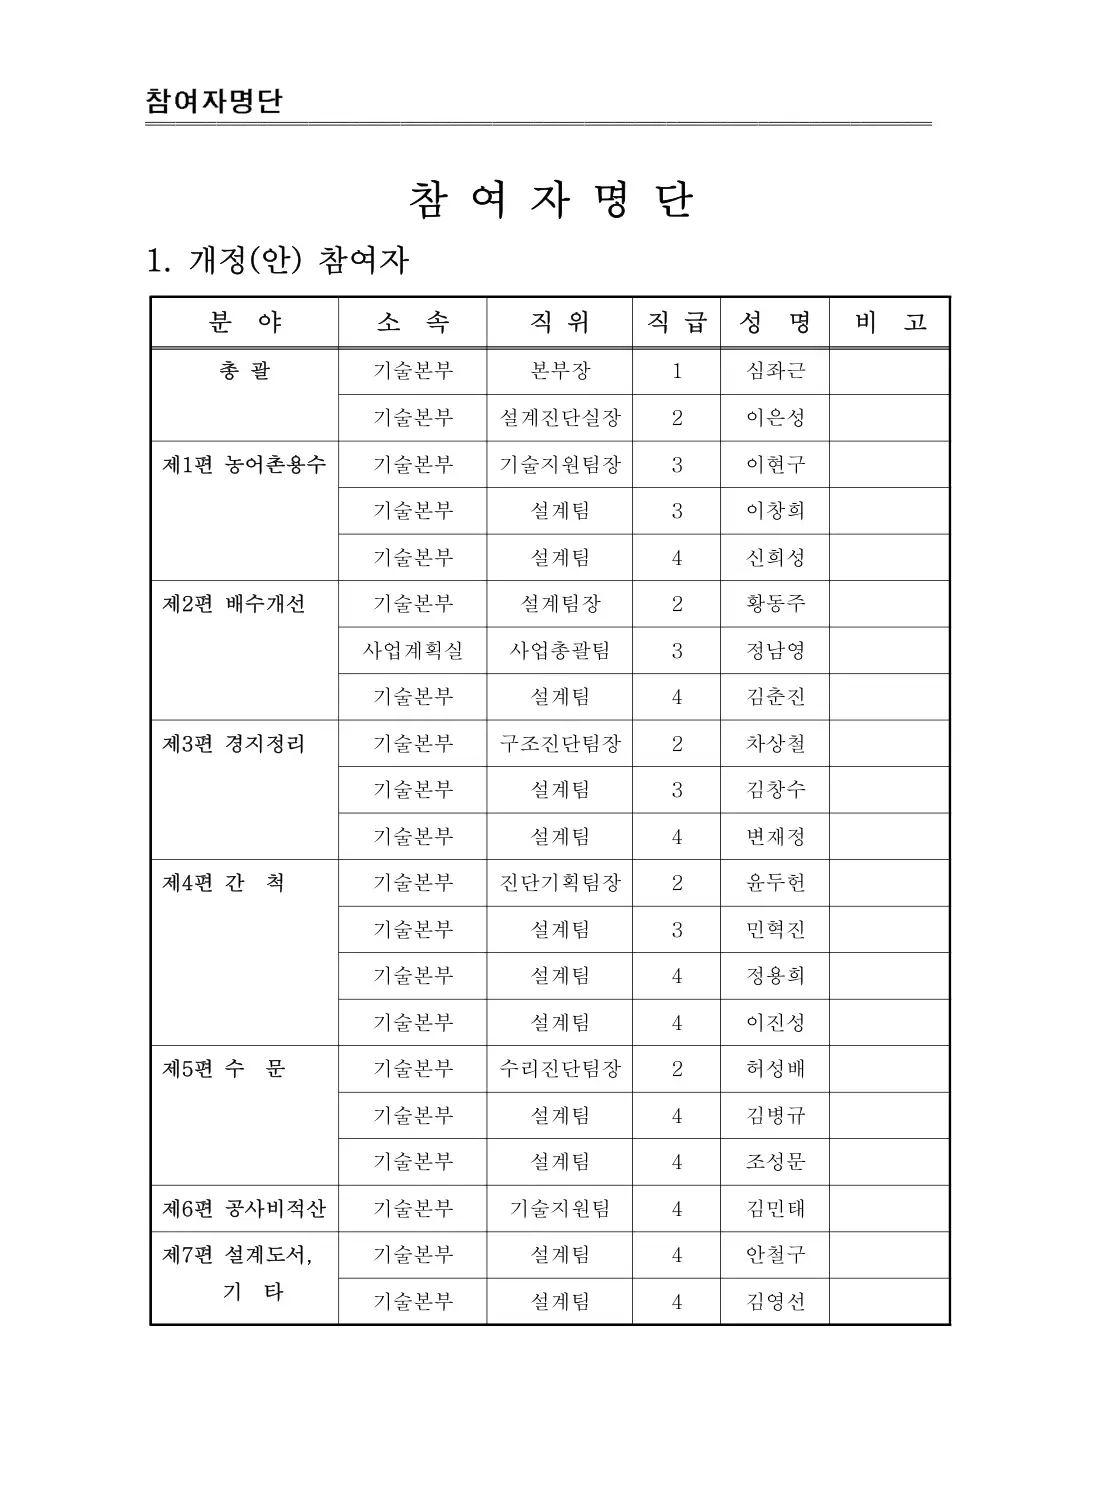 참여자명단
참 여 자 명 단
1. 개정(안) 참여자
분 야 소 속 직 위 직 급 성 명 비 고
총 괄 기술본부 본부장 1 심좌근
기술본부 설계진단실장 2 이은성
제1편 농어촌용수 기술본부 기술지원팀장 3 이현구
기술본부 설계팀 3 이창희
기술본부 설계팀 4 신희성
제2편 배수개선 기술본부 설계팀장 2 황동주
사업계획실 사업총괄팀 3 정남영
기술본부 설계팀 4 김춘진
제3편 경지정리 기술본부 구조진단팀장 2 차상철
기술본부 설계팀 3 김창수
기술본부 설계팀 4 변재정
제4편 간 척 기술본부 진단기획팀장 2 윤두헌
기술본부 설계팀 3 민혁진
기술본부 설계팀 4 정용희
기술본부 설계팀 4 이진성
제5편 수 문 기술본부 수리진단팀장 2 허성배
기술본부 설계팀 4 김병규
기술본부 설계팀 4 조성문
제6편 공사비적산 기술본부 기술지원팀 4 김민태
제7편 설계도서, 기술본부 설계팀 4 안철구
기 타 기술본부 설계팀 4 김영선